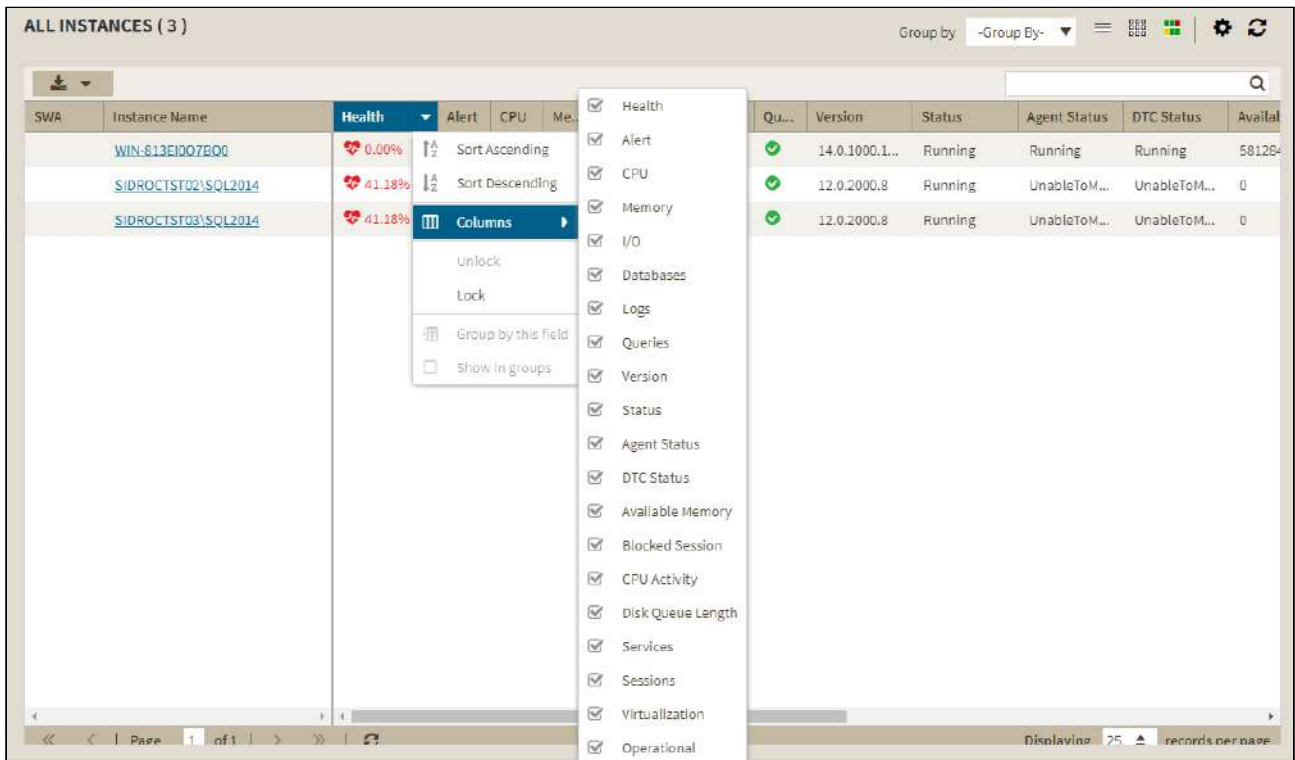 ALL INSTANCES ( 3 )
Group by -Group By-
SWA Instance Name Health Alert CPU Me... Qu... Version Status Agent Status DTC Status Availal
WIN-813EI0O7BQ0 0.00% 14.0.1000.1... Running Running Running 581284
SIDROCTST02\SQL2014 41.18% 12.0.2000.8 Running UnableToM... UnableToM... 0
SIDROCTST03\SQL2014 41.18% 12.0.2000.8 Running UnableToM... UnableToM... 0
Sort Ascending
Sort Descending
Columns
Unlock
Lock
Group by this field
Show in groups
Health
Alert
CPU
Memory
I/O
Databases
Logs
Queries
Version
Status
Agent Status
DTC Status
Available Memory
Blocked Session
CPU Activity
Disk Queue Length
Services
Sessions
Virtualization
Operational
Page 1 of 1
Displaying 25 records per page